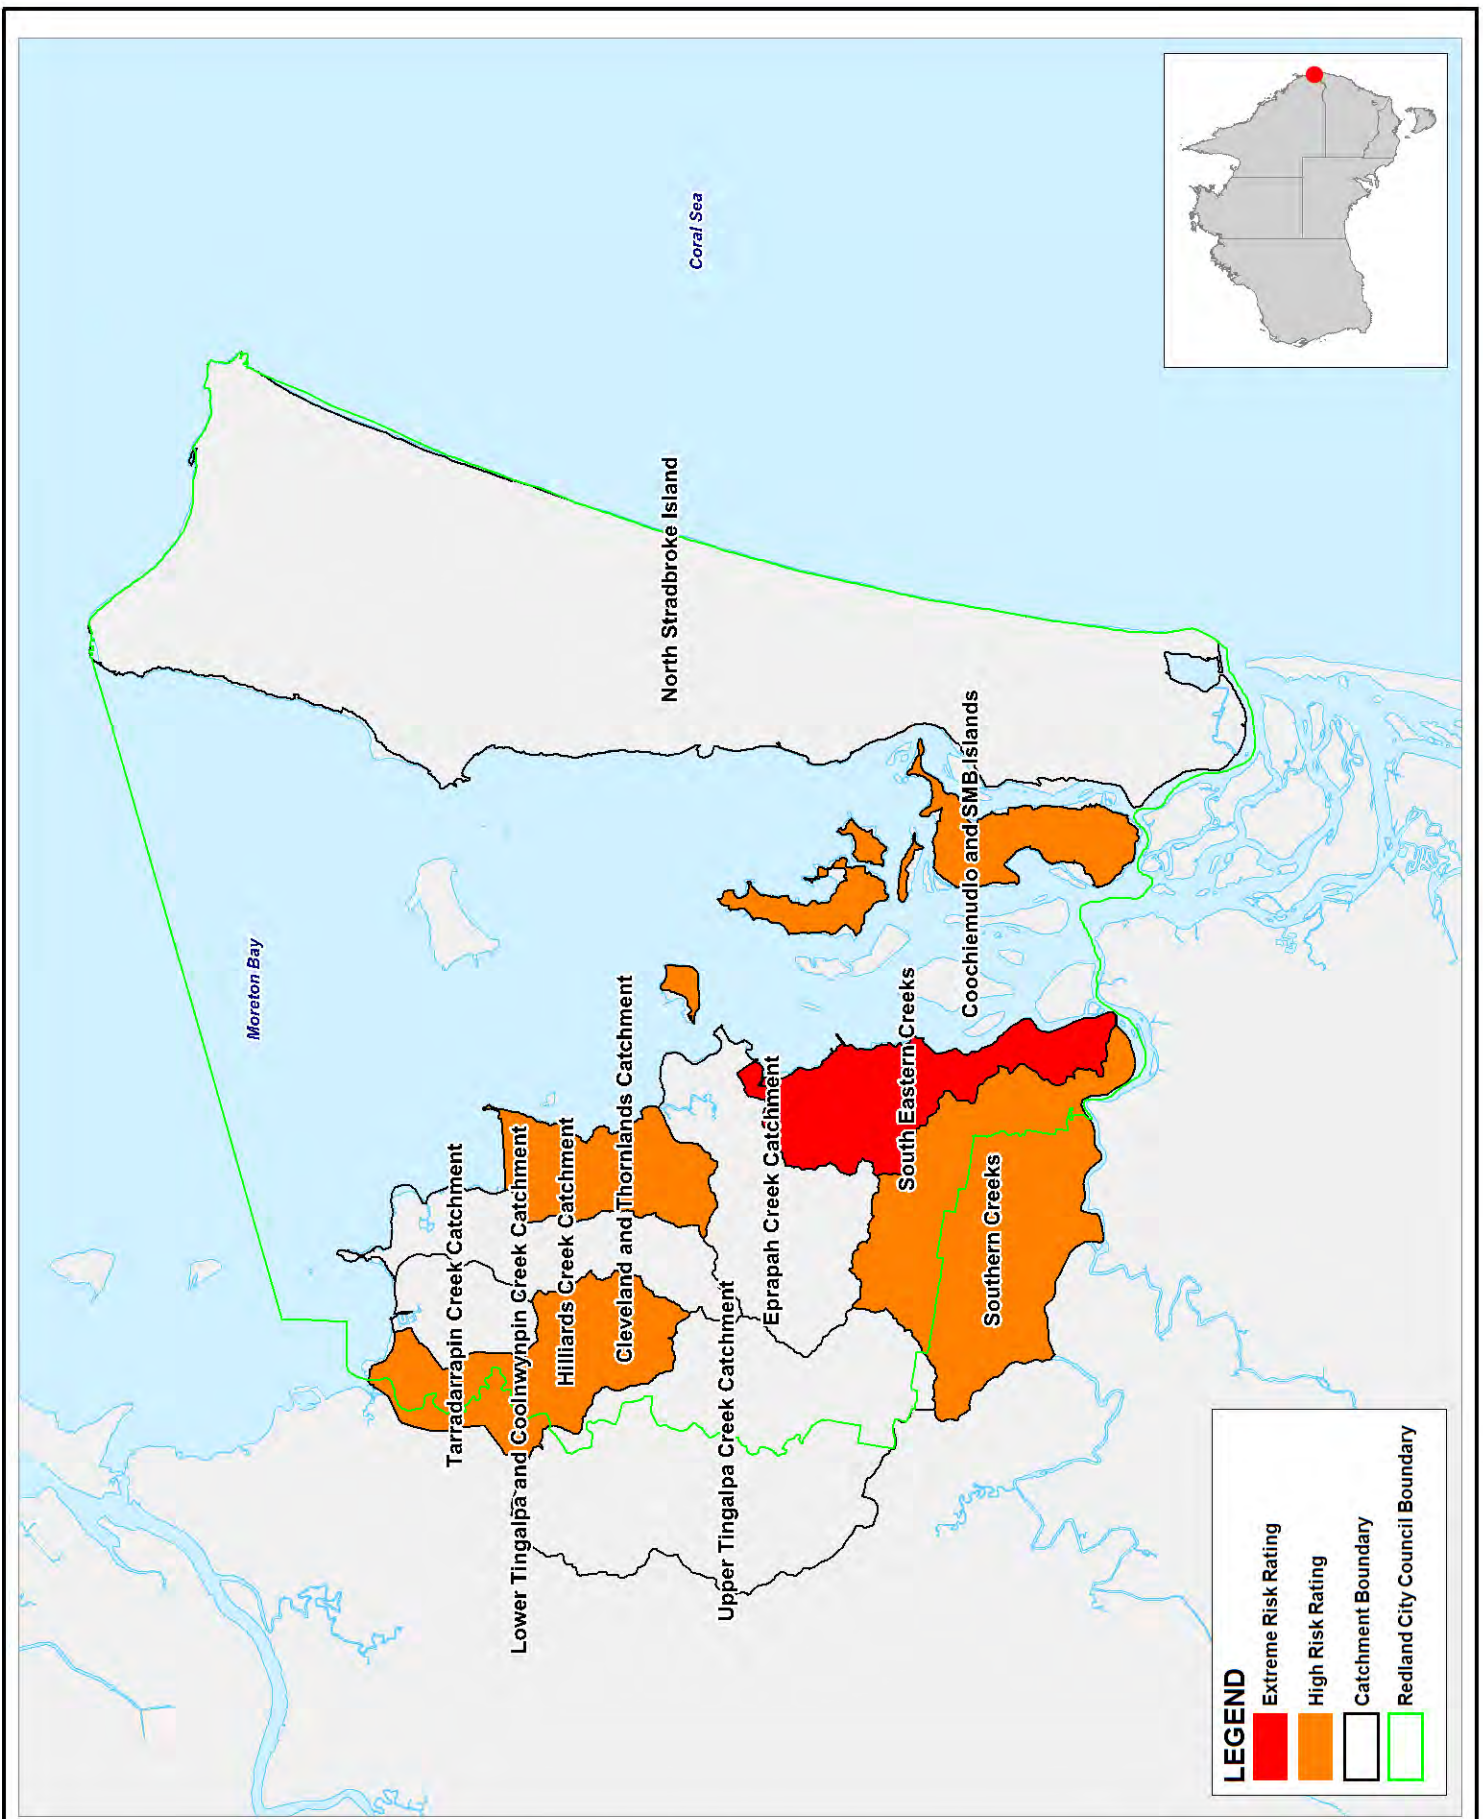 Coral Sea
Moreton Bay
North Stradbroke Island
Tarradarrapin Creek Catchment
Lower Tingalpa and Coolnwynpin Creek Catchment
Hilliards Creek Catchment
Cleveland and Thornlands Catchment
Upper Tingalpa Creek Catchment
Eprapah Creek Catchment
South Eastern Creeks
Coochiemudlo and SMB Islands
Southern Creeks
LEGEND
Extreme Risk Rating
High Risk Rating
Catchment Boundary
Redland City Council Boundary